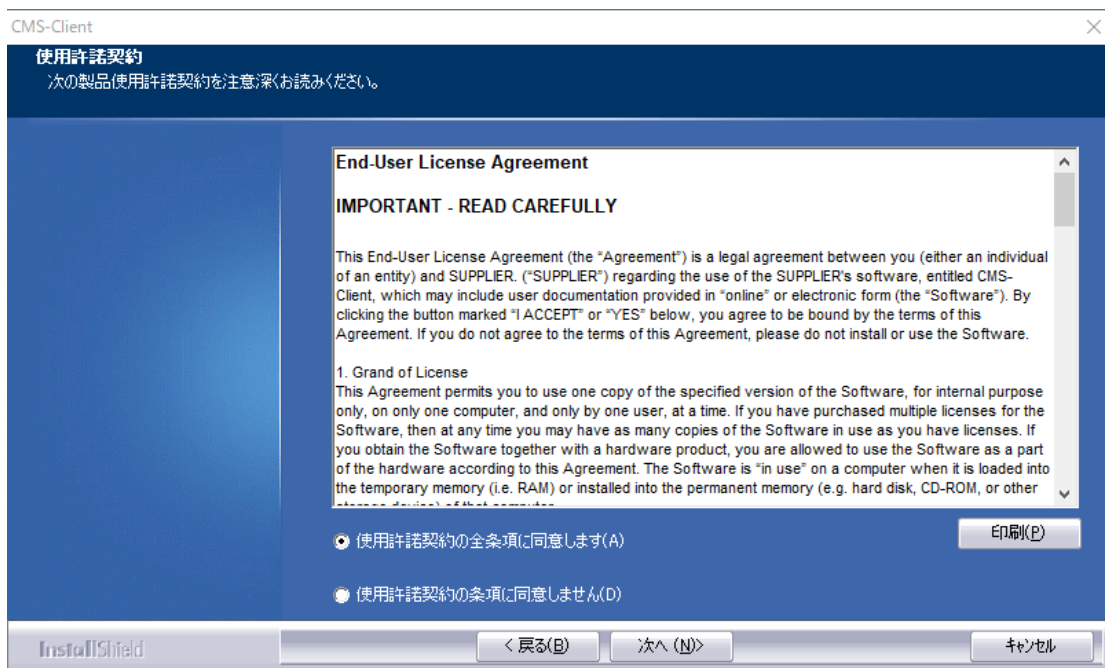 CMS-Client
使用許諾契約
次の製品使用許諾契約を注意深くお読みください。
End-User License Agreement
IMPORTANT - READ CAREFULLY
This End-User License Agreement (the “Agreement”) is a legal agreement between you (either an individual
of an entity) and SUPPLIER. (“SUPPLIER”) regarding the use of the SUPPLIER's software, entitled CMS-
Client, which may include user documentation provided in “online” or electronic form (the “Software”). By
clicking the button marked “I ACCEPT” or “YES” below, you agree to be bound by the terms of this
Agreement. If you do not agree to the terms of this Agreement, please do not install or use the Software.
1. Grand of License
This Agreement permits you to use one copy of the specified version of the Software, for internal purpose
only, on only one computer, and only by one user, at a time. If you have purchased multiple licenses for the
Software, then at any time you may have as many copies of the Software in use as you have licenses. If
you obtain the Software together with a hardware product, you are allowed to use the Software as a part
of the hardware according to this Agreement. The Software is “in use” on a computer when it is loaded into
the temporary memory (i.e. RAM) or installed into the permanent memory (e.g. hard disk, CD-ROM, or other
storage device) of that computer
使用許諾契約の全条項に同意します(A)
印刷(P)
使用許諾契約の条項に同意しません(D)
InstallShield
< 戻る(B)
次へ (N)>
キャンセル